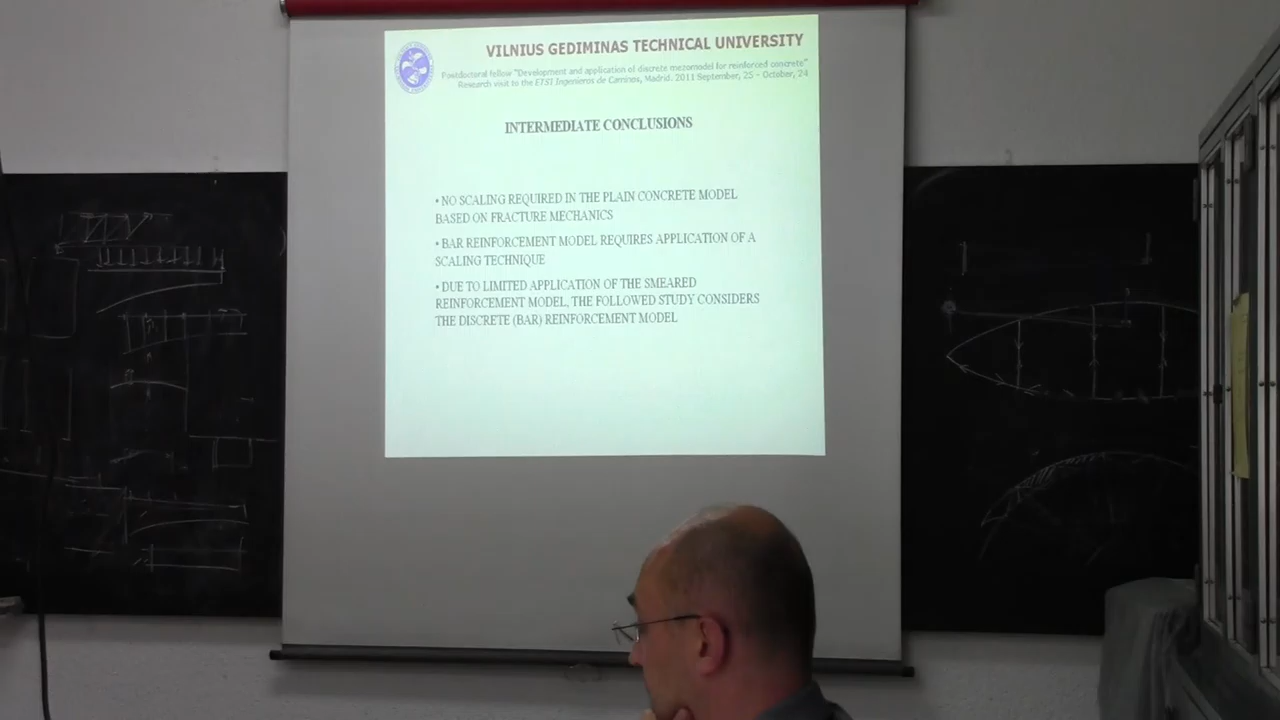 VILNIUS GEDIMINAS TECHNICAL UNIVERSITY
Postdoctoral fellow "Development and application of discrete mezomodel for reinforced concrete"
Research visit to the ETSI Ingenieros de Caminos, Madrid. 2011 September, 25 - October, 24
INTERMEDIATE CONCLUSIONS
• NO SCALING REQUIRED IN THE PLAIN CONCRETE MODEL
BASED ON FRACTURE MECHANICS
• BAR REINFORCEMENT MODEL REQUIRES APPLICATION OF A
SCALING TECHNIQUE
• DUE TO LIMITED APPLICATION OF THE SMEARED
REINFORCEMENT MODEL, THE FOLLOWED STUDY CONSIDERS
THE DISCRETE (BAR) REINFORCEMENT MODEL